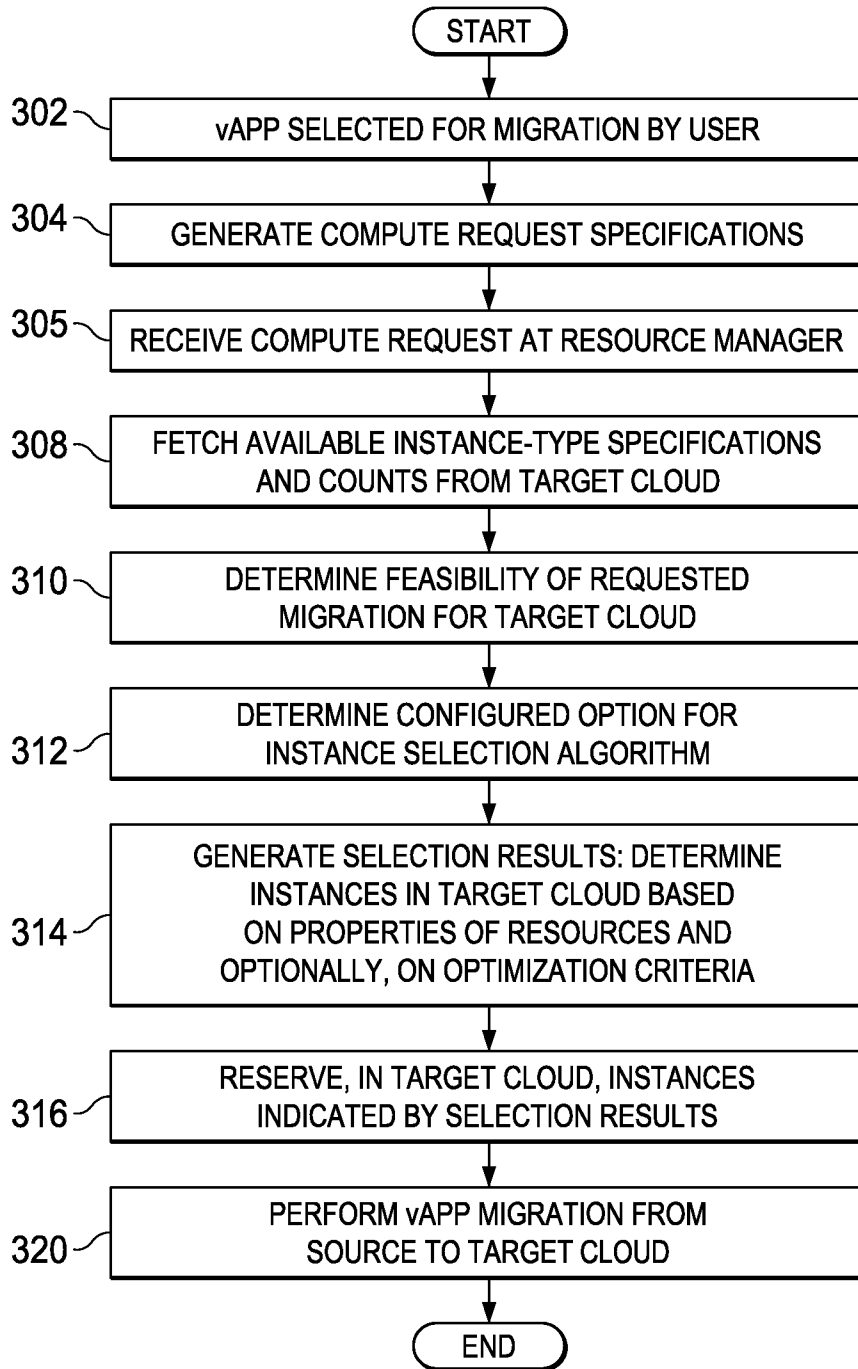 START
302
vAPP SELECTED FOR MIGRATION BY USER
304
GENERATE COMPUTE REQUEST SPECIFICATIONS
305
RECEIVE COMPUTE REQUEST AT RESOURCE MANAGER
308
FETCH AVAILABLE INSTANCE-TYPE SPECIFICATIONS
AND COUNTS FROM TARGET CLOUD
310
DETERMINE FEASIBILITY OF REQUESTED
MIGRATION FOR TARGET CLOUD
312
DETERMINE CONFIGURED OPTION FOR
INSTANCE SELECTION ALGORITHM
314
GENERATE SELECTION RESULTS: DETERMINE
INSTANCES IN TARGET CLOUD BASED
ON PROPERTIES OF RESOURCES AND
OPTIONALLY, ON OPTIMIZATION CRITERIA
316
RESERVE, IN TARGET CLOUD, INSTANCES
INDICATED BY SELECTION RESULTS
320
PERFORM vAPP MIGRATION FROM
SOURCE TO TARGET CLOUD
END